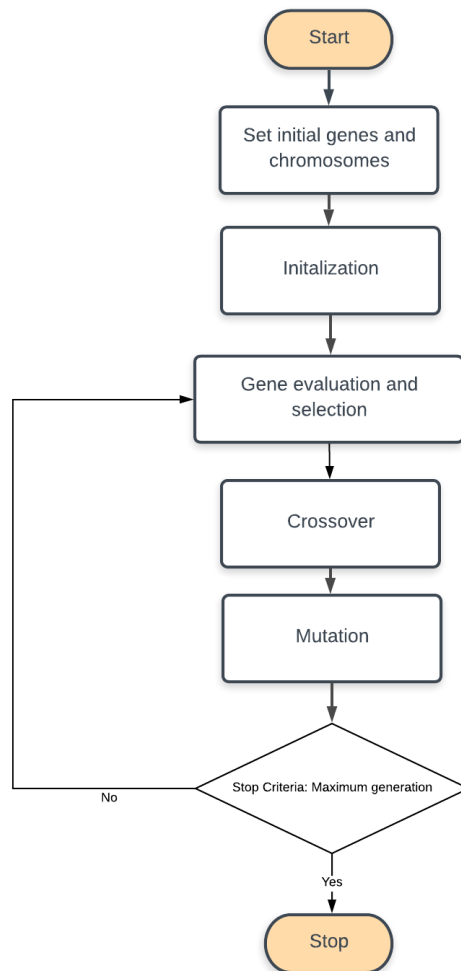 Start
Set initial genes and
chromosomes
Initalization
Gene evaluation and
selection
Crossover
Mutation
Stop Criteria: Maximum generation
No
Yes
Stop